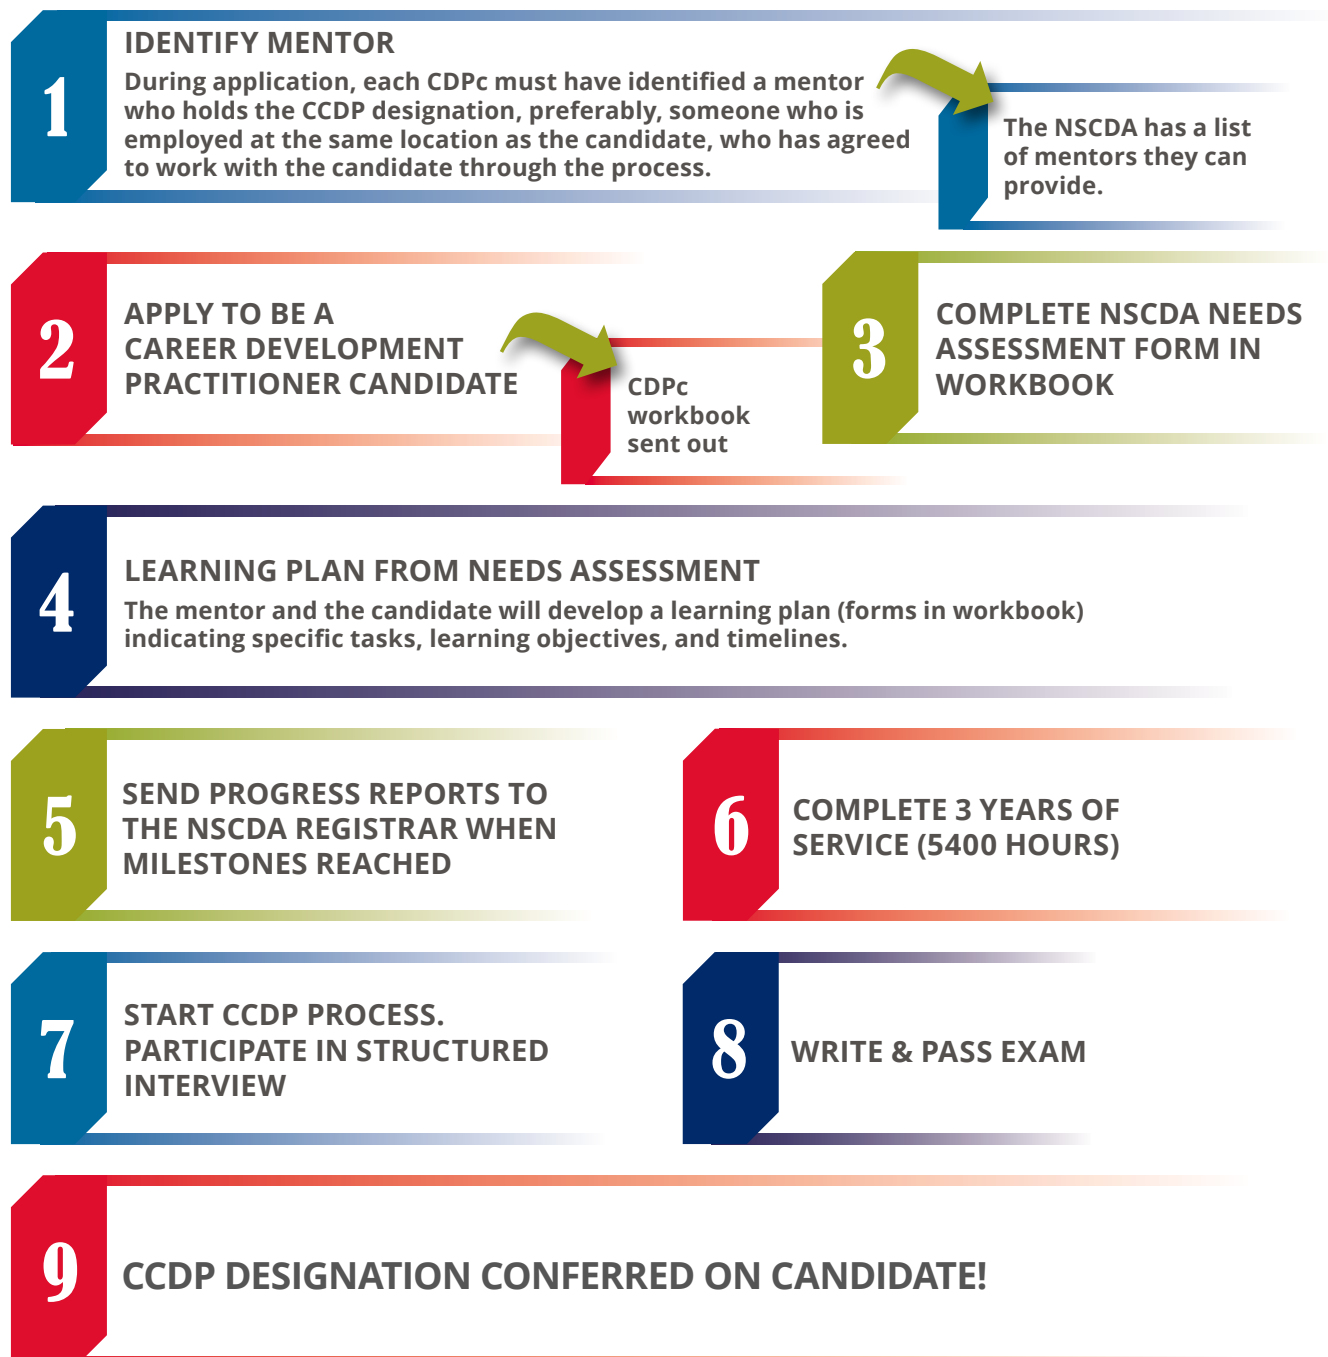 1
IDENTIFY MENTOR
During application, each CDPc must have identified a mentor
who holds the CCDP designation, preferably, someone who is
employed at the same location as the candidate, who has agreed
to work with the candidate through the process.
The NSCDA has a list
of mentors they can
provide.
2
APPLY TO BE A
CAREER DEVELOPMENT
PRACTITIONER CANDIDATE
CDPc
workbook
sent out
3
COMPLETE NSCDA NEEDS
ASSESSMENT FORM IN
WORKBOOK
4
LEARNING PLAN FROM NEEDS ASSESSMENT
The mentor and the candidate will develop a learning plan (forms in workbook)
indicating specific tasks, learning objectives, and timelines.
5
SEND PROGRESS REPORTS TO
THE NSCDA REGISTRAR WHEN
MILESTONES REACHED
6
COMPLETE 3 YEARS OF
SERVICE (5400 HOURS)
7
START CCDP PROCESS.
PARTICIPATE IN STRUCTURED
INTERVIEW
8
WRITE & PASS EXAM
9
CCDP DESIGNATION CONFERRED ON CANDIDATE!